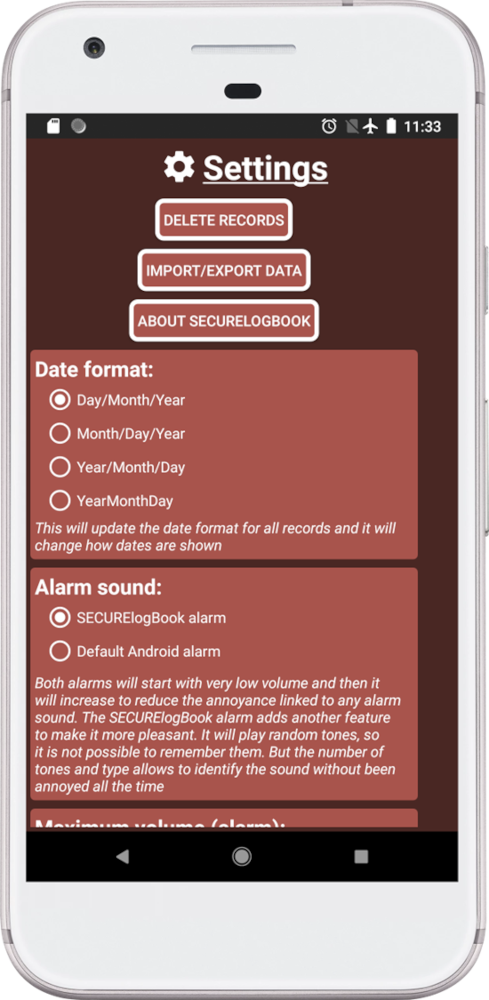 11:33
Settings
DELETE RECORDS
IMPORT/EXPORT DATA
ABOUT SECURELOGBOOK
Date format:
Day/Month/Year
Month/Day/Year
Year/Month/Day
YearMonthDay
This will update the date format for all records and it will
change how dates are shown
Alarm sound:
SECURElogBook alarm
Default Android alarm
Both alarms will start with very low volume and then it
will increase to reduce the annoyance linked to any alarm
sound. The SECURElogBook alarm adds another feature
to make it more pleasant. It will play random tones, so
it is not possible to remember them. But the number of
tones and type allows to identify the sound without been
annoyed all the time
Maximum volume (alarm):